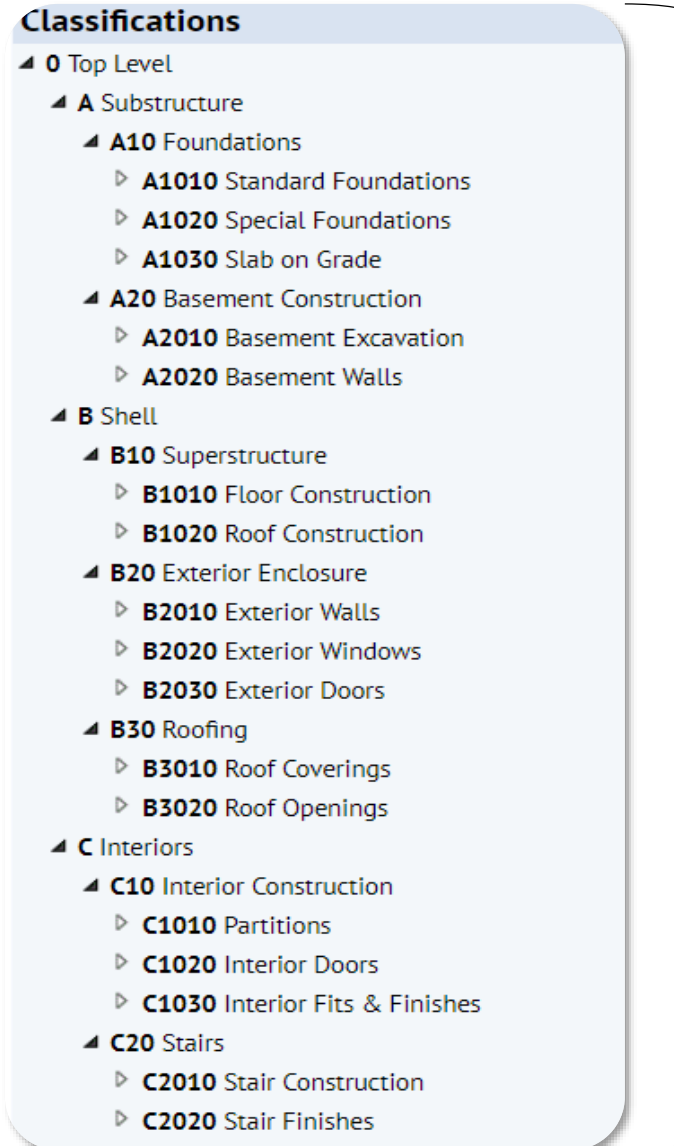 Classifications
0 Top Level
A Substructure
A10 Foundations
A1010 Standard Foundations
A1020 Special Foundations
A1030 Slab on Grade
A20 Basement Construction
A2010 Basement Excavation
A2020 Basement Walls
B Shell
B10 Superstructure
B1010 Floor Construction
B1020 Roof Construction
B20 Exterior Enclosure
B2010 Exterior Walls
B2020 Exterior Windows
B2030 Exterior Doors
B30 Roofing
B3010 Roof Coverings
B3020 Roof Openings
C Interiors
C10 Interior Construction
C1010 Partitions
C1020 Interior Doors
C1030 Interior Fits & Finishes
C20 Stairs
C2010 Stair Construction
C2020 Stair Finishes